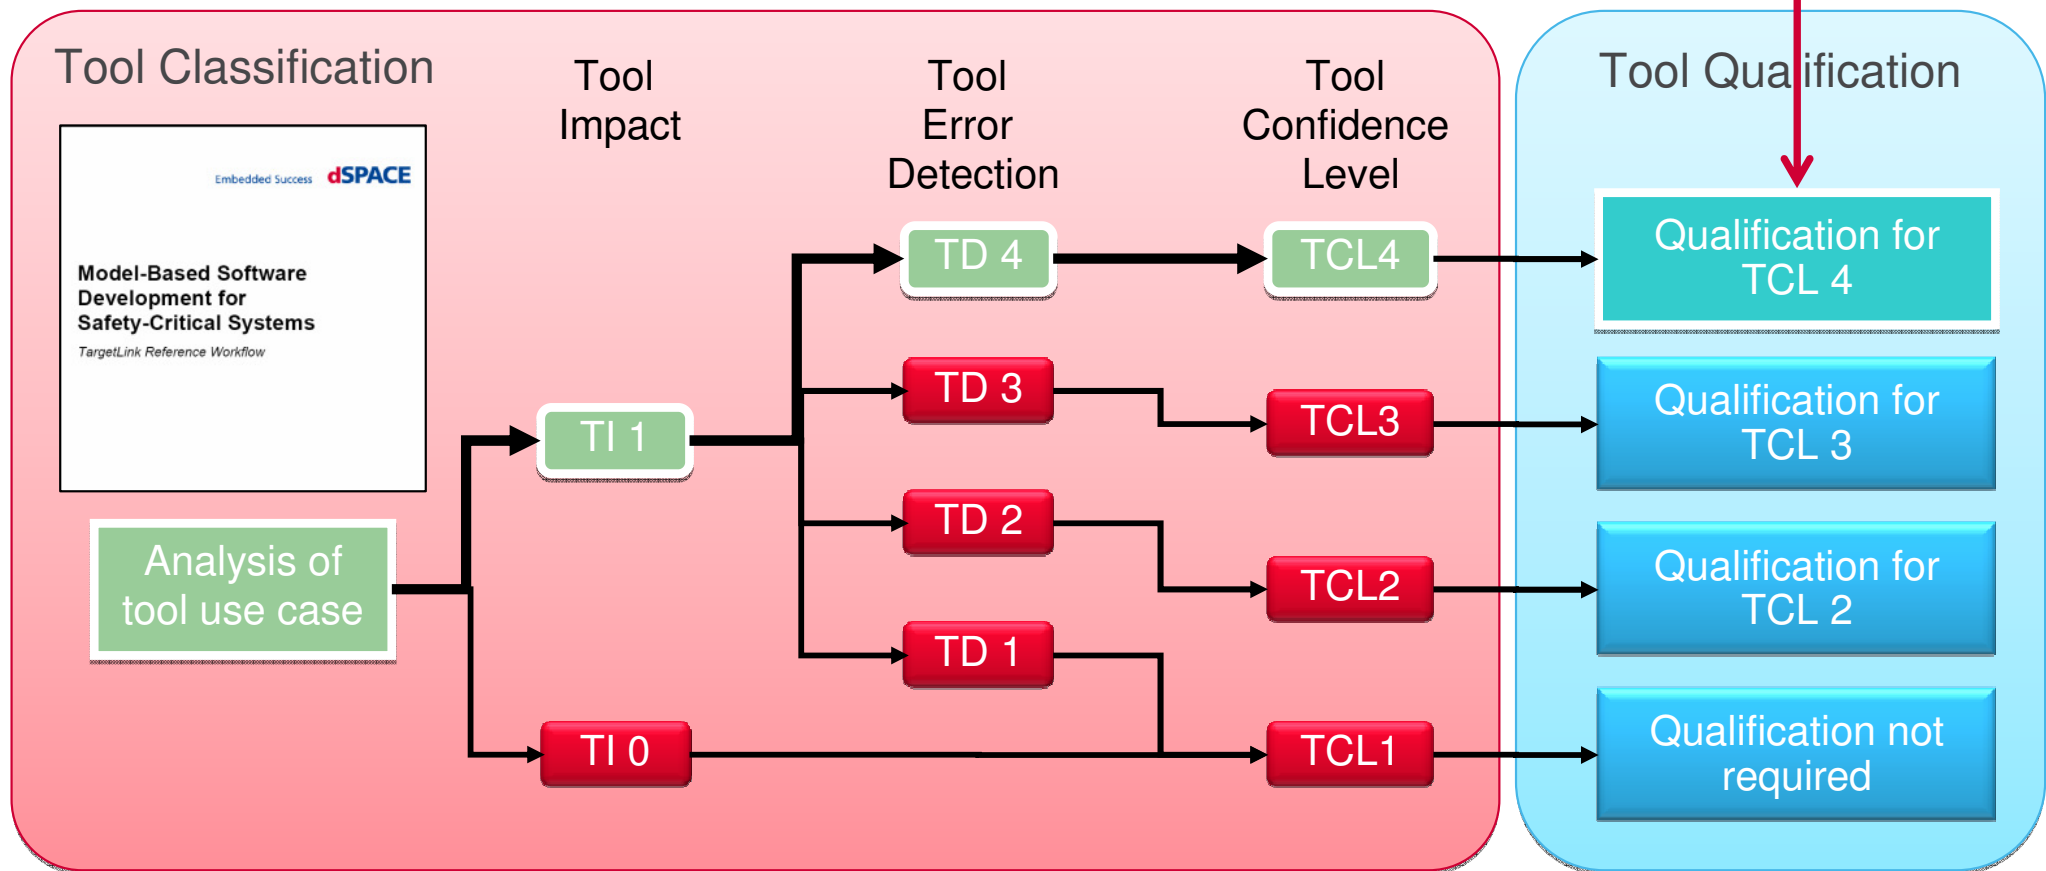 Tool Classification
Tool
Impact
Tool
Error
Detection
Tool
Confidence
Level
Tool Qualification
Embedded Success dSPACE
Model-Based Software
Development for
Safety-Critical Systems
TargetLink Reference Workflow
Analysis of
tool use case
TI 1
TI 0
TD 4
TD 3
TD 2
TD 1
TCL4
TCL3
TCL2
TCL1
Qualification for
TCL 4
Qualification for
TCL 3
Qualification for
TCL 2
Qualification not
required